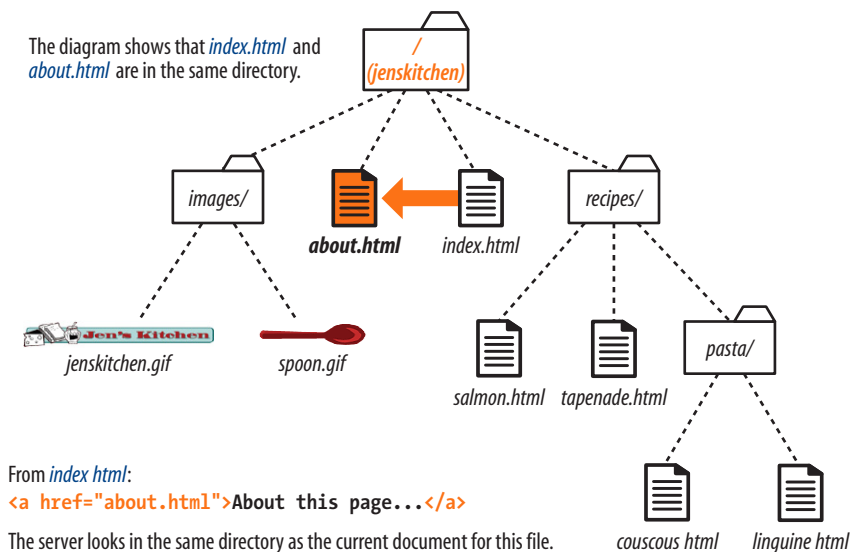 The diagram shows that index.html and
about.html are in the same directory.
/
(jenskitchen)
images/
about.html
index.html
recipes/
Jen's Kitchen
jenskitchen.gif
spoon.gif
salmon.html
tapenade.html
pasta/
couscous html
linguine html
From index html:
<a href="about.html">About this page...</a>
The server looks in the same directory as the current document for this file.